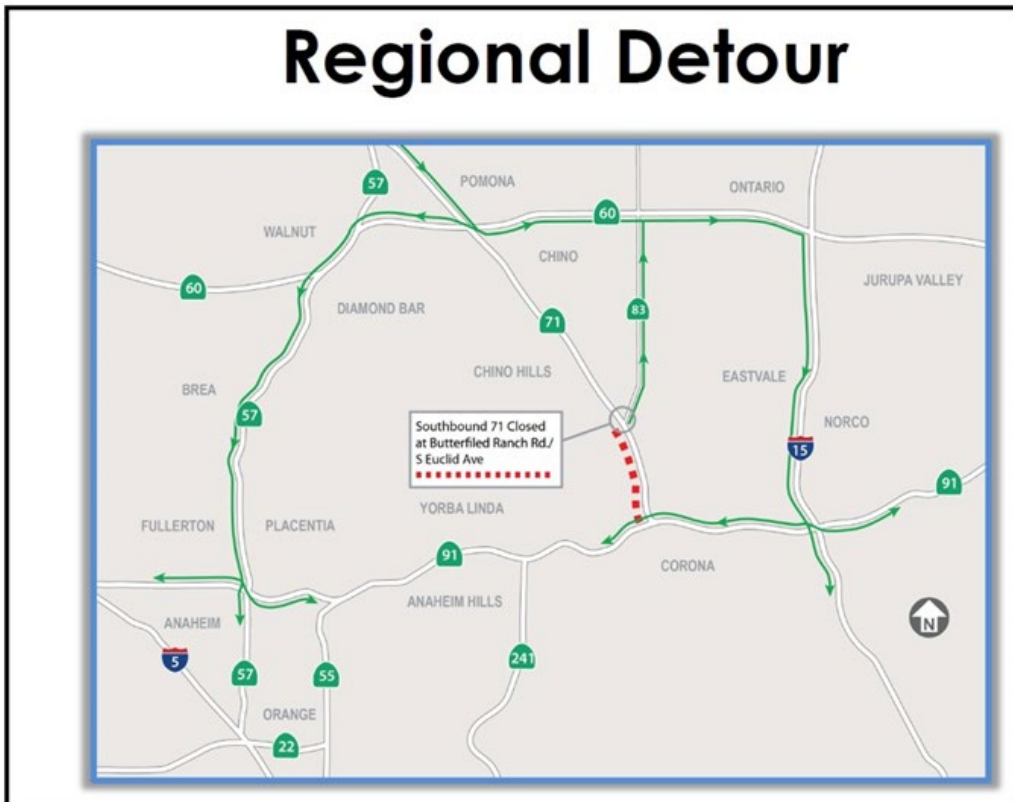 Regional Detour
57
POMONA
ONTARIO
60
WALNUT
CHINO
60
JURUPA VALLEY
DIAMOND BAR
83
71
CHINO HILLS
EASTVALE
BREA
57
NORCO
Southbound 71 Closed
at Butterfiled Ranch Rd./
S Euclid Ave
15
91
YORBA LINDA
FULLERTON
PLACENTIA
91
CORONA
ANAHEIM HILLS
ANAHEIM
N
5
57
55
241
ORANGE
22